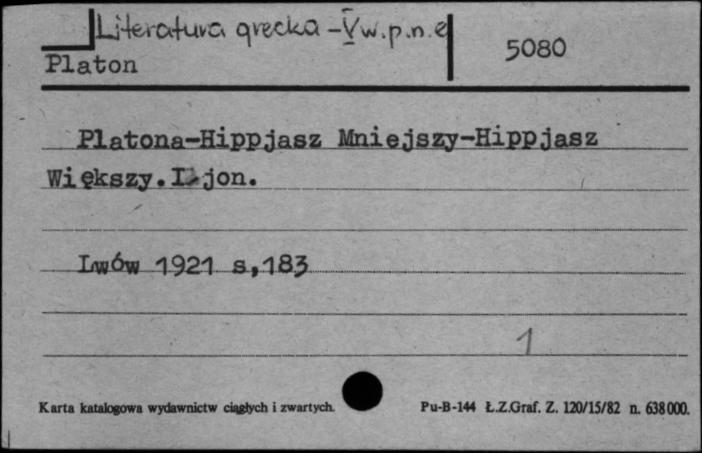 Literatura grecka - V w.p.n.e
5080
Platon
Platona-Hippjasz Mniejszy-Hippjasz
Większy.I-jon.
Lwów 1921 s,183
1
Karta katalogowa wydawnictw ciągłych i zwartych.
Pu-B-144 Ł.Z.Graf. Z. 120/15/82 n. 638000.